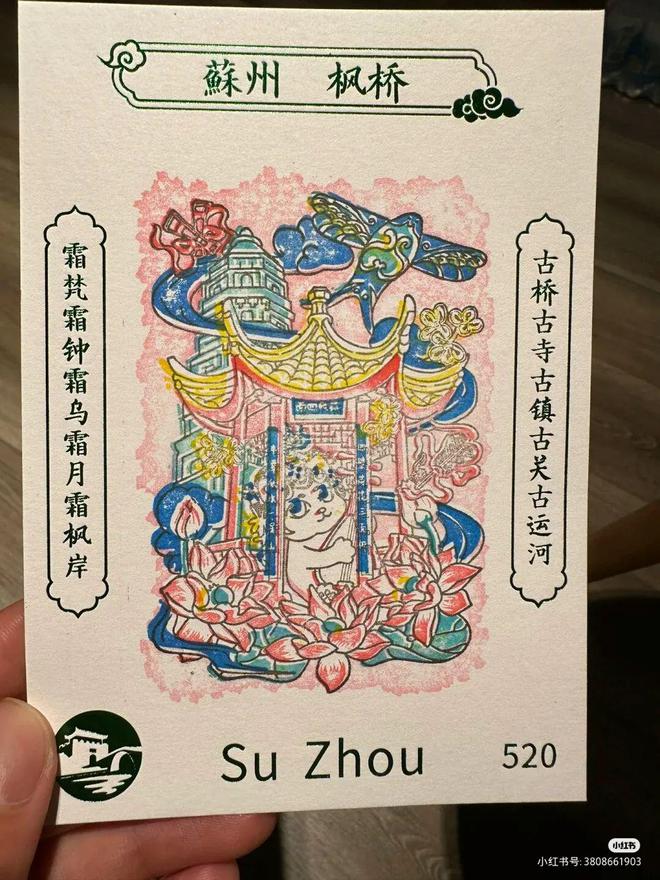 蘇州 枫桥
古桥古寺古镇古关古运河
霜梵霜钟霜乌霜月霜枫岸
Su Zhou
520
小红书
小红书号: 3808661903